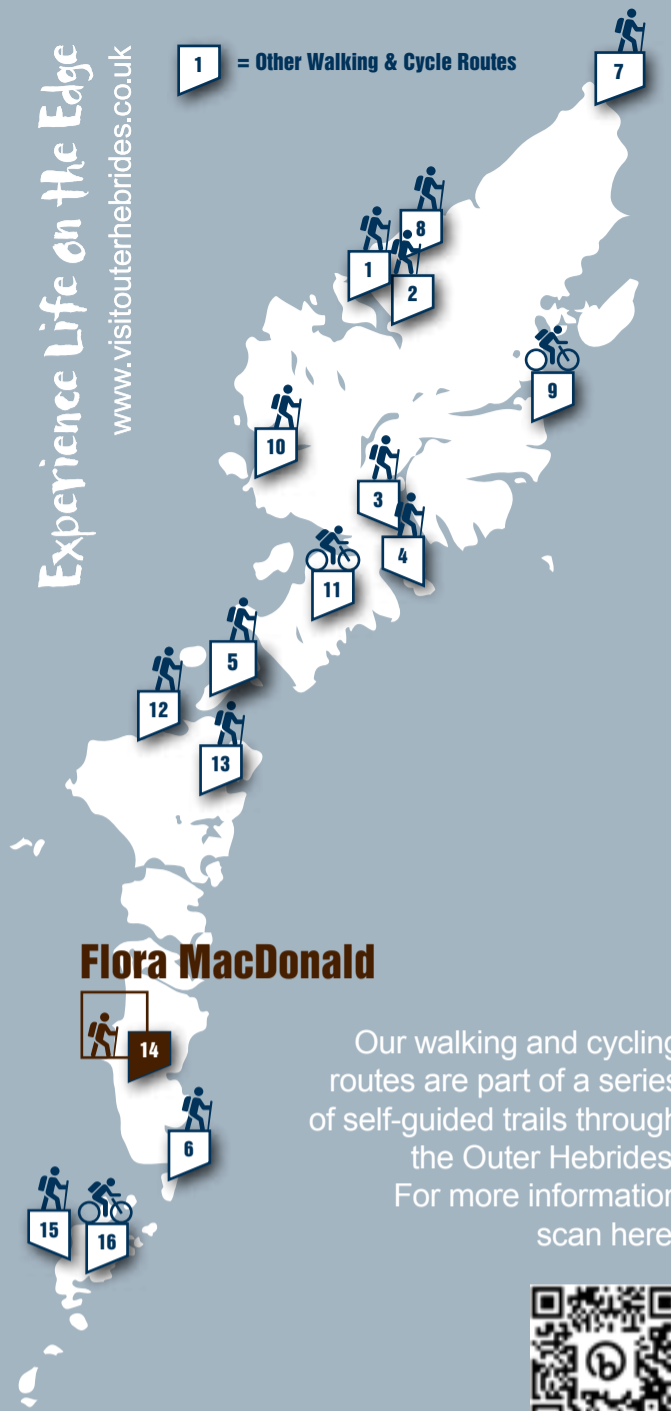 Experience Life on the Edge
www.visitouterhebrides.co.uk
1 = Other Walking & Cycle Routes
7
8
1
2
9
10
3
4
11
5
12
13
Flora MacDonald
14
6
15
16
Our walking and cycling
routes are part of a series
of self-guided trails through
the Outer Hebrides
For more information
scan here
b